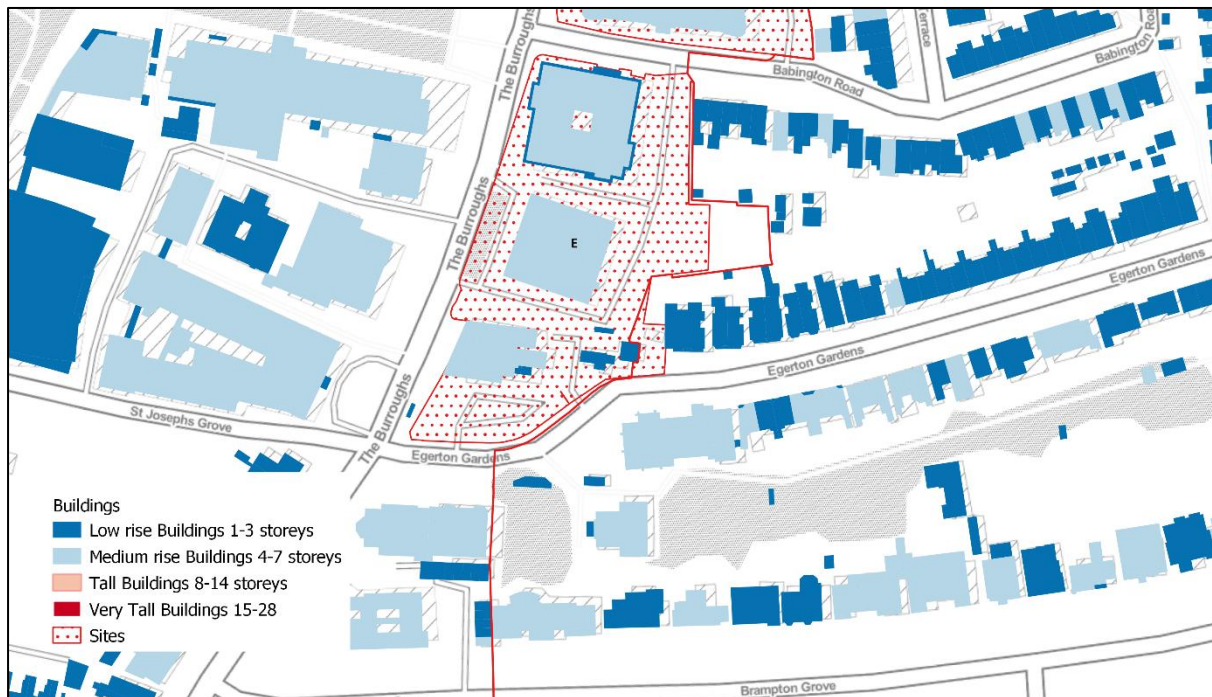 The Burroughs
Terrace
Babington Road
Babington Road
The Burroughs
E
Egerton Gardens
Egerton Gardens
The Burroughs
St Josephs Grove
Egerton Gardens
Buildings
Low rise Buildings 1-3 storeys
Medium rise Buildings 4-7 storeys
Tall Buildings 8-14 storeys
Very Tall Buildings 15-28
Sites
Brampton Grove